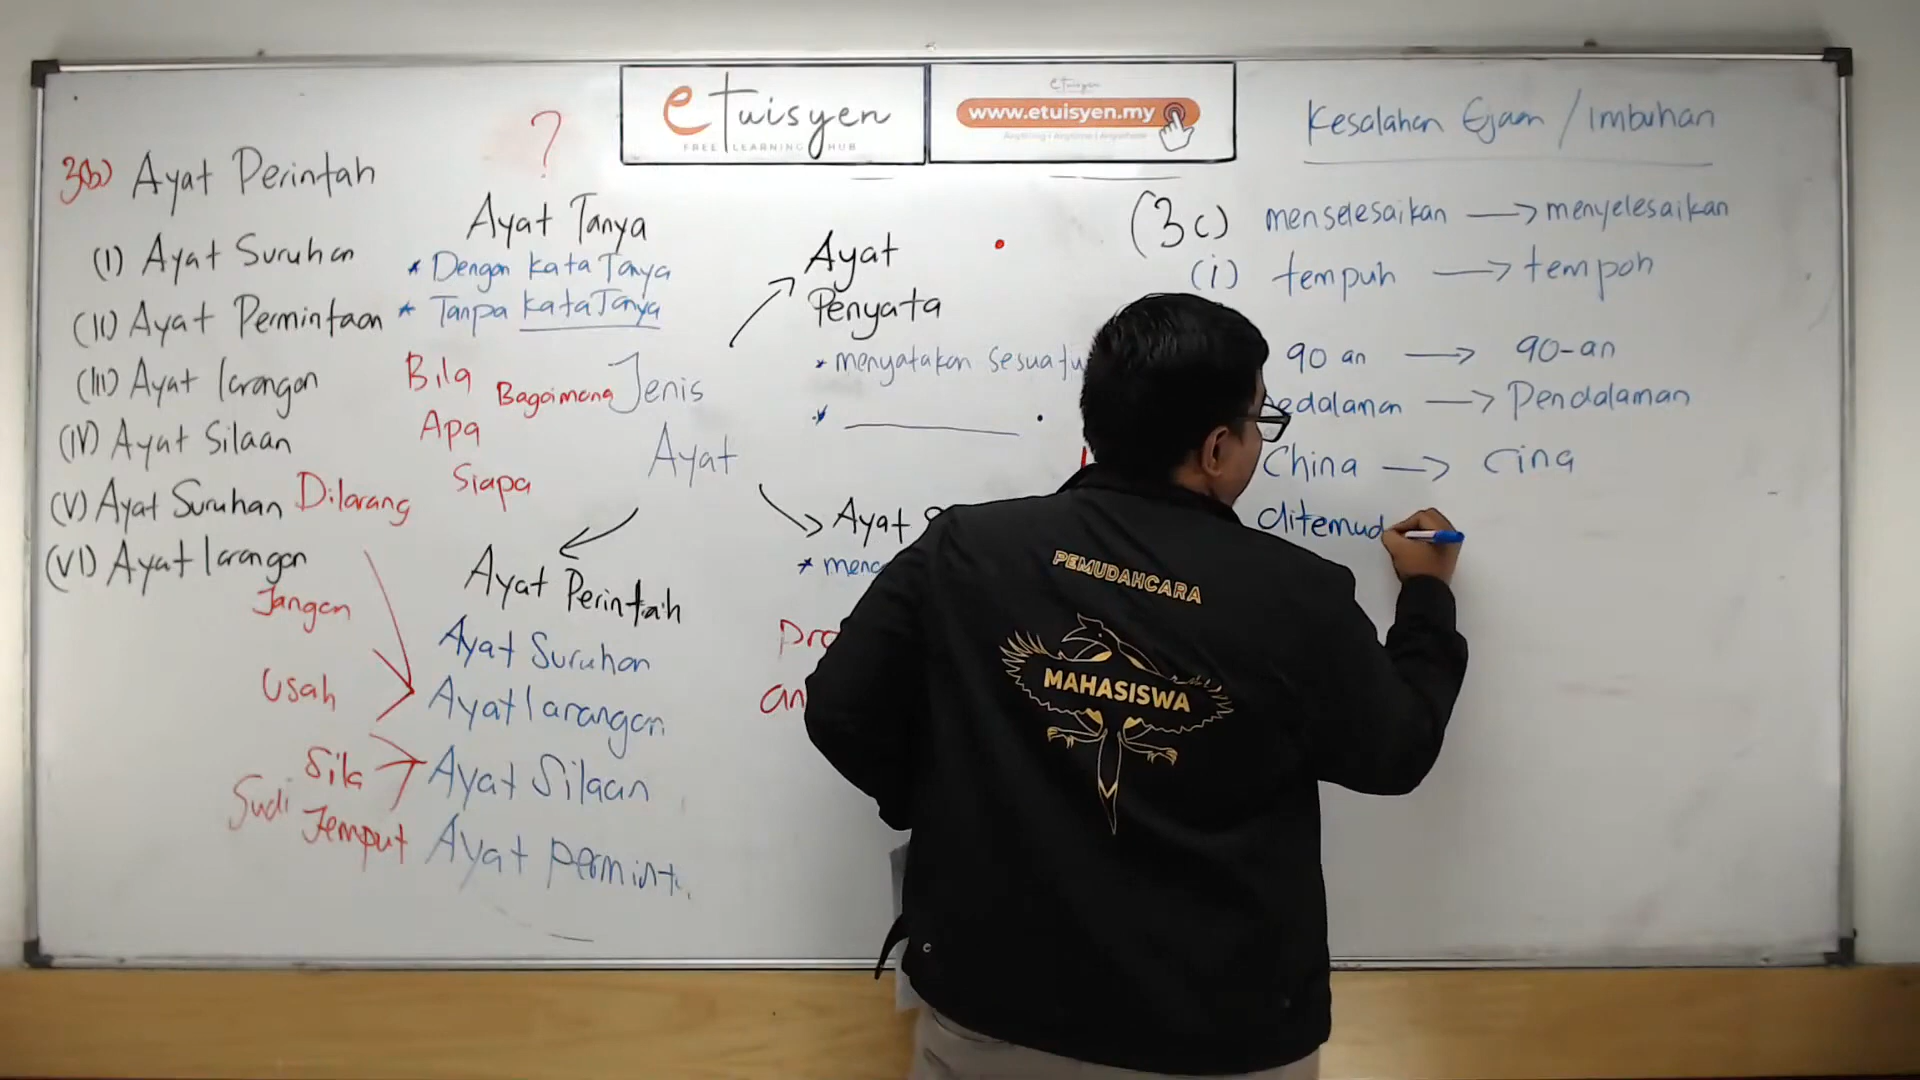 etuisyen
FREE LEARNING HUB
etuisyen
www.etuisyen.my
3(b) Ayat Perintah
(I) Ayat Suruhan
(II) Ayat Permintaan
(III) Ayat larangan
(IV) Ayat Silaan
(V) Ayat Suruhan
(VI) Ayat larangan
Dilarang
Jangan
Usah
Sila
Sudi
Jemput
?
Ayat Tanya
* Dengan kata Tanya
* Tanpa kata Tanya
Bila
Bagaimana
Apa
Siapa
Jenis
Ayat
Ayat Perintah
Ayat Suruhan
Ayat larangan
Ayat Silaan
Ayat permint
Ayat
Penyata
* menyatakan sesuatu
Ayat
Kesalahan Ejaan / Imbuhan
(3c) menselesaikan → menyelesaikan
(i) tempuh → tempoh
90 an → 90-an
edalaman → Pendalaman
China → Cina
ditemud
PEMUDAHCARA
MAHASISWA